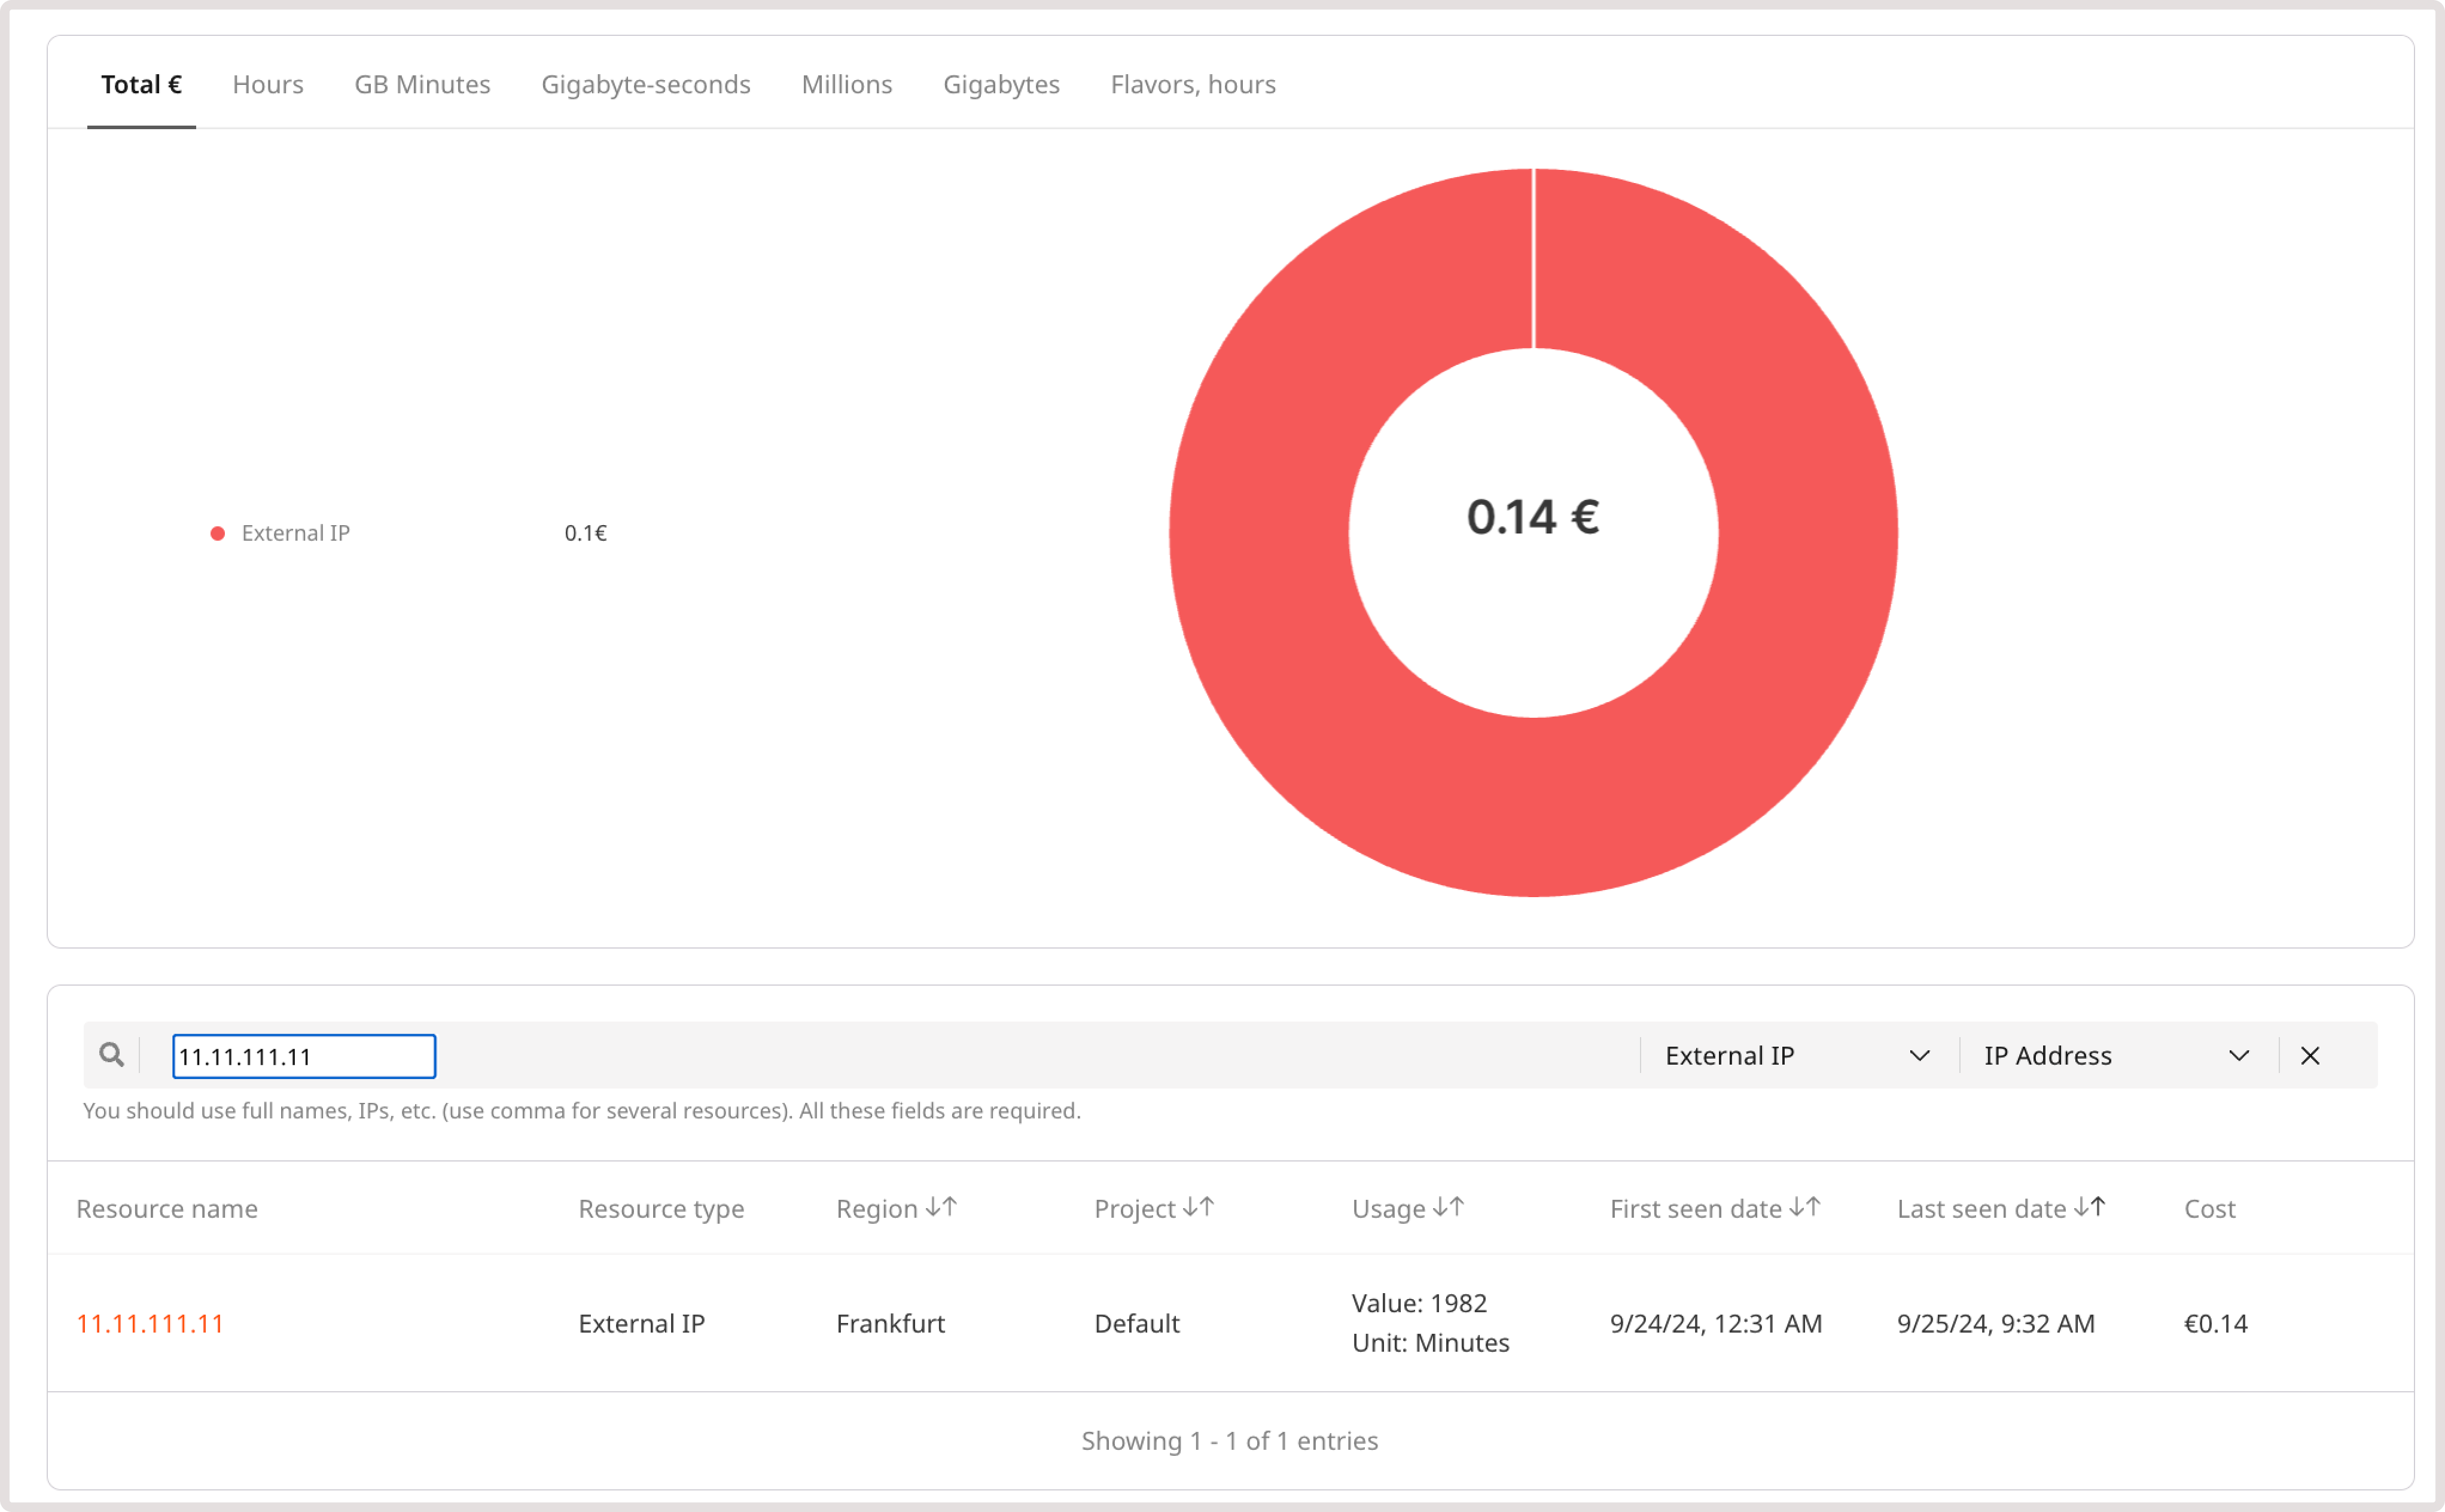 Total € Hours GB Minutes Gigabyte-seconds Millions Gigabytes Flavors, hours
External IP 0.1€
0.14 €
11.11.111.11 External IP IP Address
You should use full names, IPs, etc. (use comma for several resources). All these fields are required.
Resource name Resource type Region Project Usage First seen date Last seen date Cost
11.11.111.11 External IP Frankfurt Default Value: 1982 9/24/24, 12:31 AM 9/25/24, 9:32 AM €0.14
Unit: Minutes
Showing 1 - 1 of 1 entries